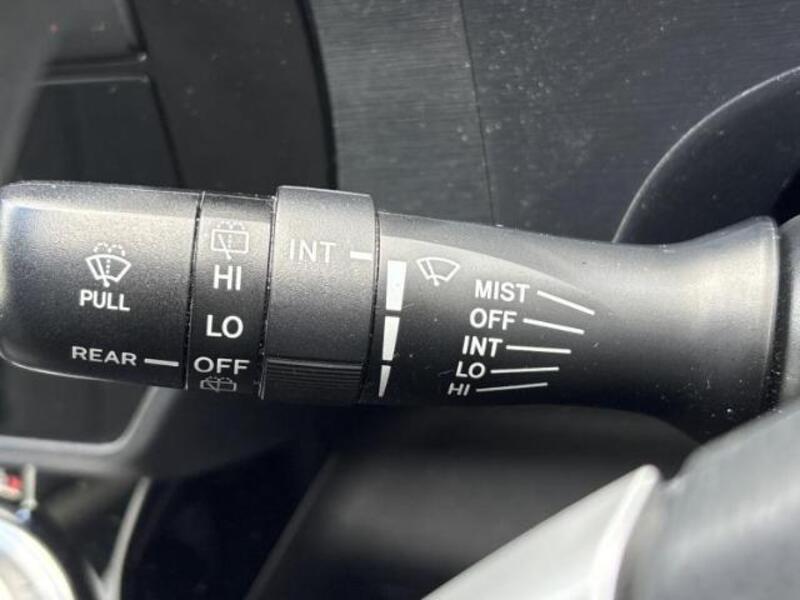 PULL
REAR
HI
LO
OFF
INT
MIST
OFF
INT
LO
HI